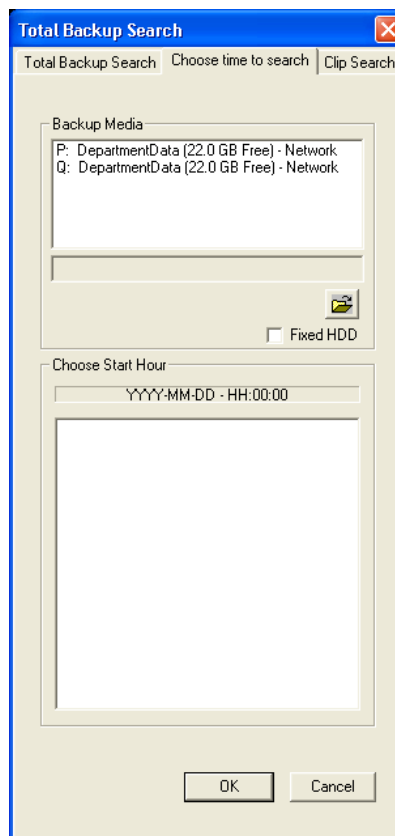 Total Backup Search
Total Backup Search Choose time to search Clip Search
Backup Media
P: DepartmentData (22.0 GB Free) - Network
Q: DepartmentData (22.0 GB Free) - Network
Fixed HDD
Choose Start Hour
YYYY-MM-DD - HH:00:00
OK Cancel